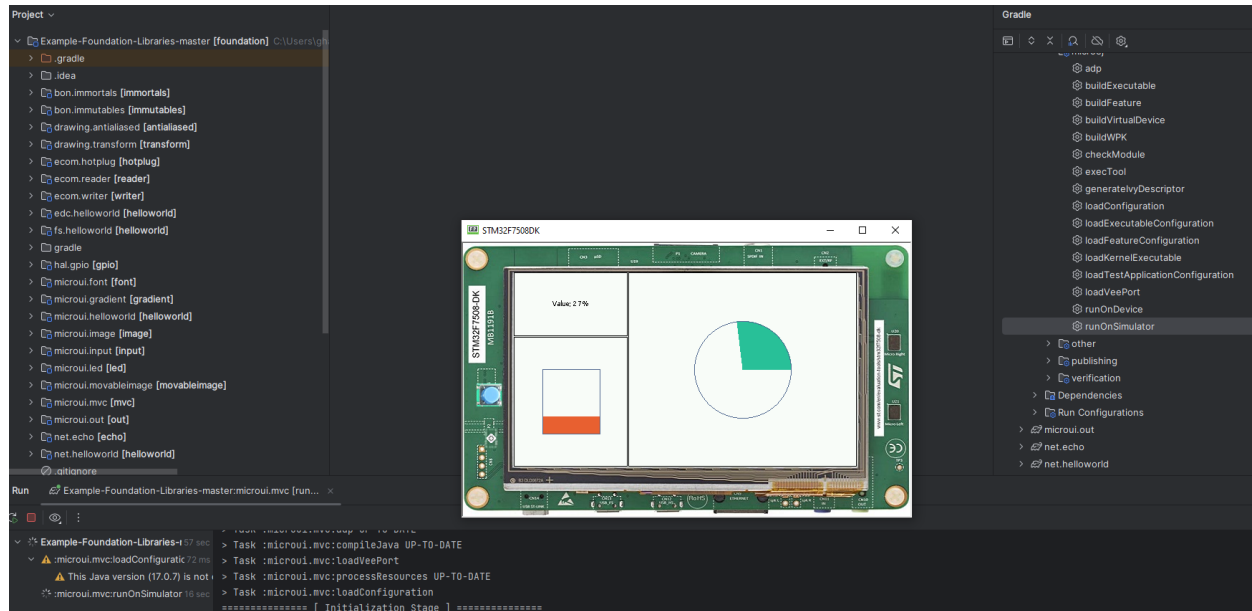 Project
Example-Foundation-Libraries-master [foundation] C:\Users\gh
.gradle
.idea
bon.immortals [immortals]
bon.immutables [immutables]
drawing.antialiased [antialiased]
drawing.transform [transform]
ecom.hotplug [hotplug]
ecom.reader [reader]
ecom.writer [writer]
edc.helloworld [helloworld]
fs.helloworld [helloworld]
gradle
hal.gpio [gpio]
microui.font [font]
microui.gradient [gradient]
microui.helloworld [helloworld]
microui.image [image]
microui.input [input]
microui.led [led]
microui.movableimage [movableimage]
microui.mvc [mvc]
microui.out [out]
net.echo [echo]
net.helloworld [helloworld]
.gitignore
STM32F7508DK
STM32F7508-DK
MB1191B
CAMERA
Value; 27%
RoHS
ETHERNET
Gradle
adp
buildExecutable
buildFeature
buildVirtualDevice
buildWPK
checkModule
execTool
generateIvyDescriptor
loadConfiguration
loadExecutableConfiguration
loadFeatureConfiguration
loadKernelExecutable
loadTestApplicationConfiguration
loadVeePort
runOnDevice
runOnSimulator
other
publishing
verification
Dependencies
Run Configurations
microui.out
net.echo
net.helloworld
Run Example-Foundation-Libraries-master:microui.mvc [run...
Example-Foundation-Libraries-r 57 sec
:microui.mvc:loadConfiguratic 72 ms
This Java version (17.0.7) is not
:microui.mvc:runOnSimulator 16 sec
> Task :microui.mvc:compileJava UP-TO-DATE
> Task :microui.mvc:loadVeePort
> Task :microui.mvc:processResources UP-TO-DATE
> Task :microui.mvc:loadConfiguration
=============== [ Initialization Stage ] ===============